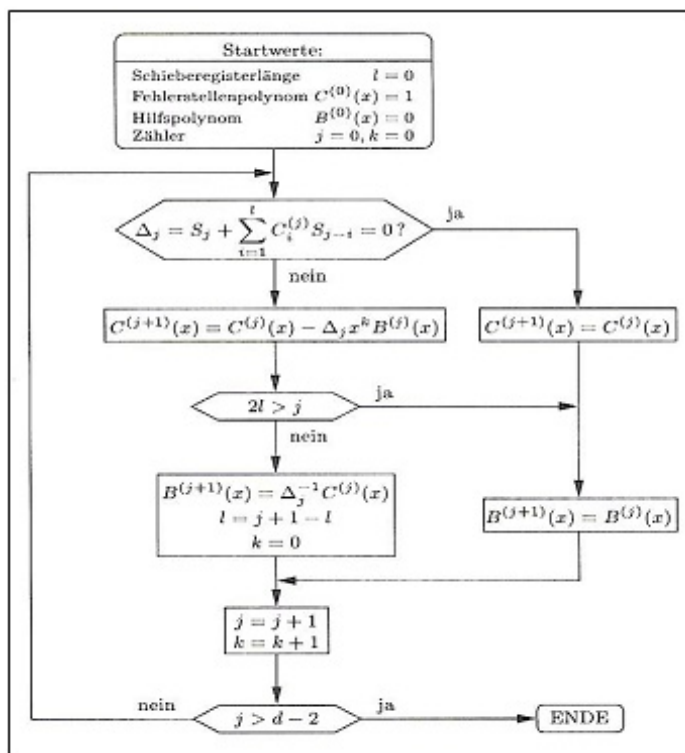 Startwerte:
Schieberegisterlänge l = 0
Fehlerstellenpolynom C^{(0)}(x) = 1
Hilfspolynom B^{(0)}(x) = 0
Zähler j = 0, k = 0
Δ_j = S_j + \sum_{i=1}^{l} C_i^{(j)} S_{j-i} = 0 ?
ja
nein
C^{(j+1)}(x) = C^{(j)}(x) − Δ_j x^k B^{(j)}(x)
C^{(j+1)}(x) = C^{(j)}(x)
2l > j
ja
nein
B^{(j+1)}(x) = Δ_j^{-1} C^{(j)}(x)
l = j + 1 − l
k = 0
B^{(j+1)}(x) = B^{(j)}(x)
j = j + 1
k = k + 1
nein
j > d − 2
ja
ENDE